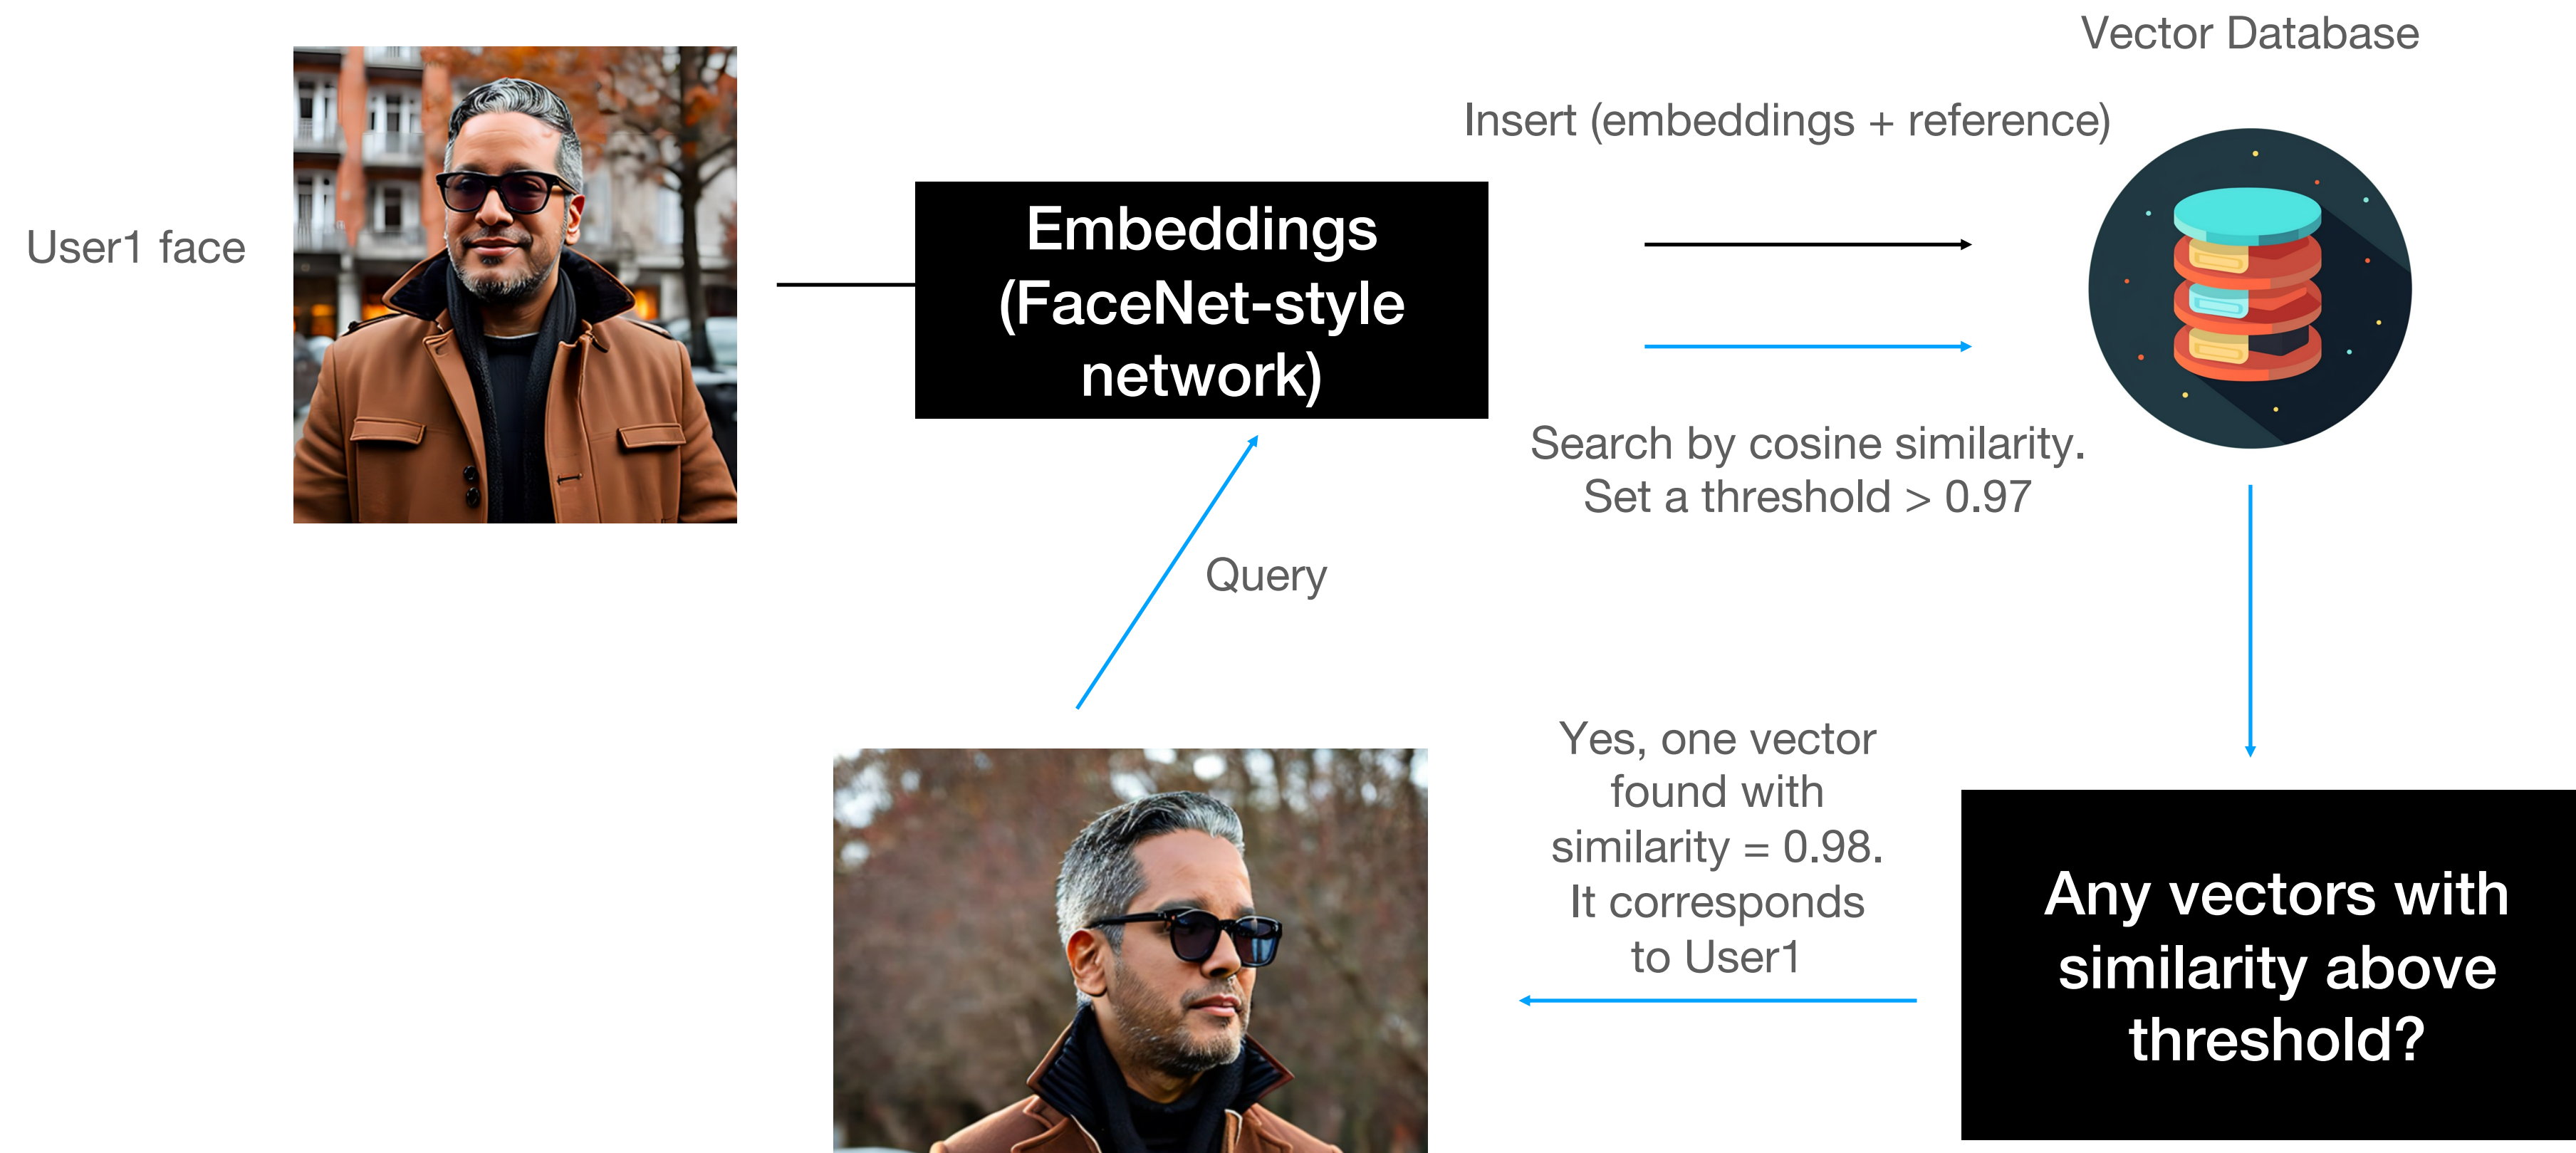 Vector Database
Insert (embeddings + reference)
User1 face
Embeddings
(FaceNet-style
network)
Search by cosine similarity.
Set a threshold > 0.97
Query
Yes, one vector
found with
similarity = 0.98.
It corresponds
to User1
Any vectors with
similarity above
threshold?